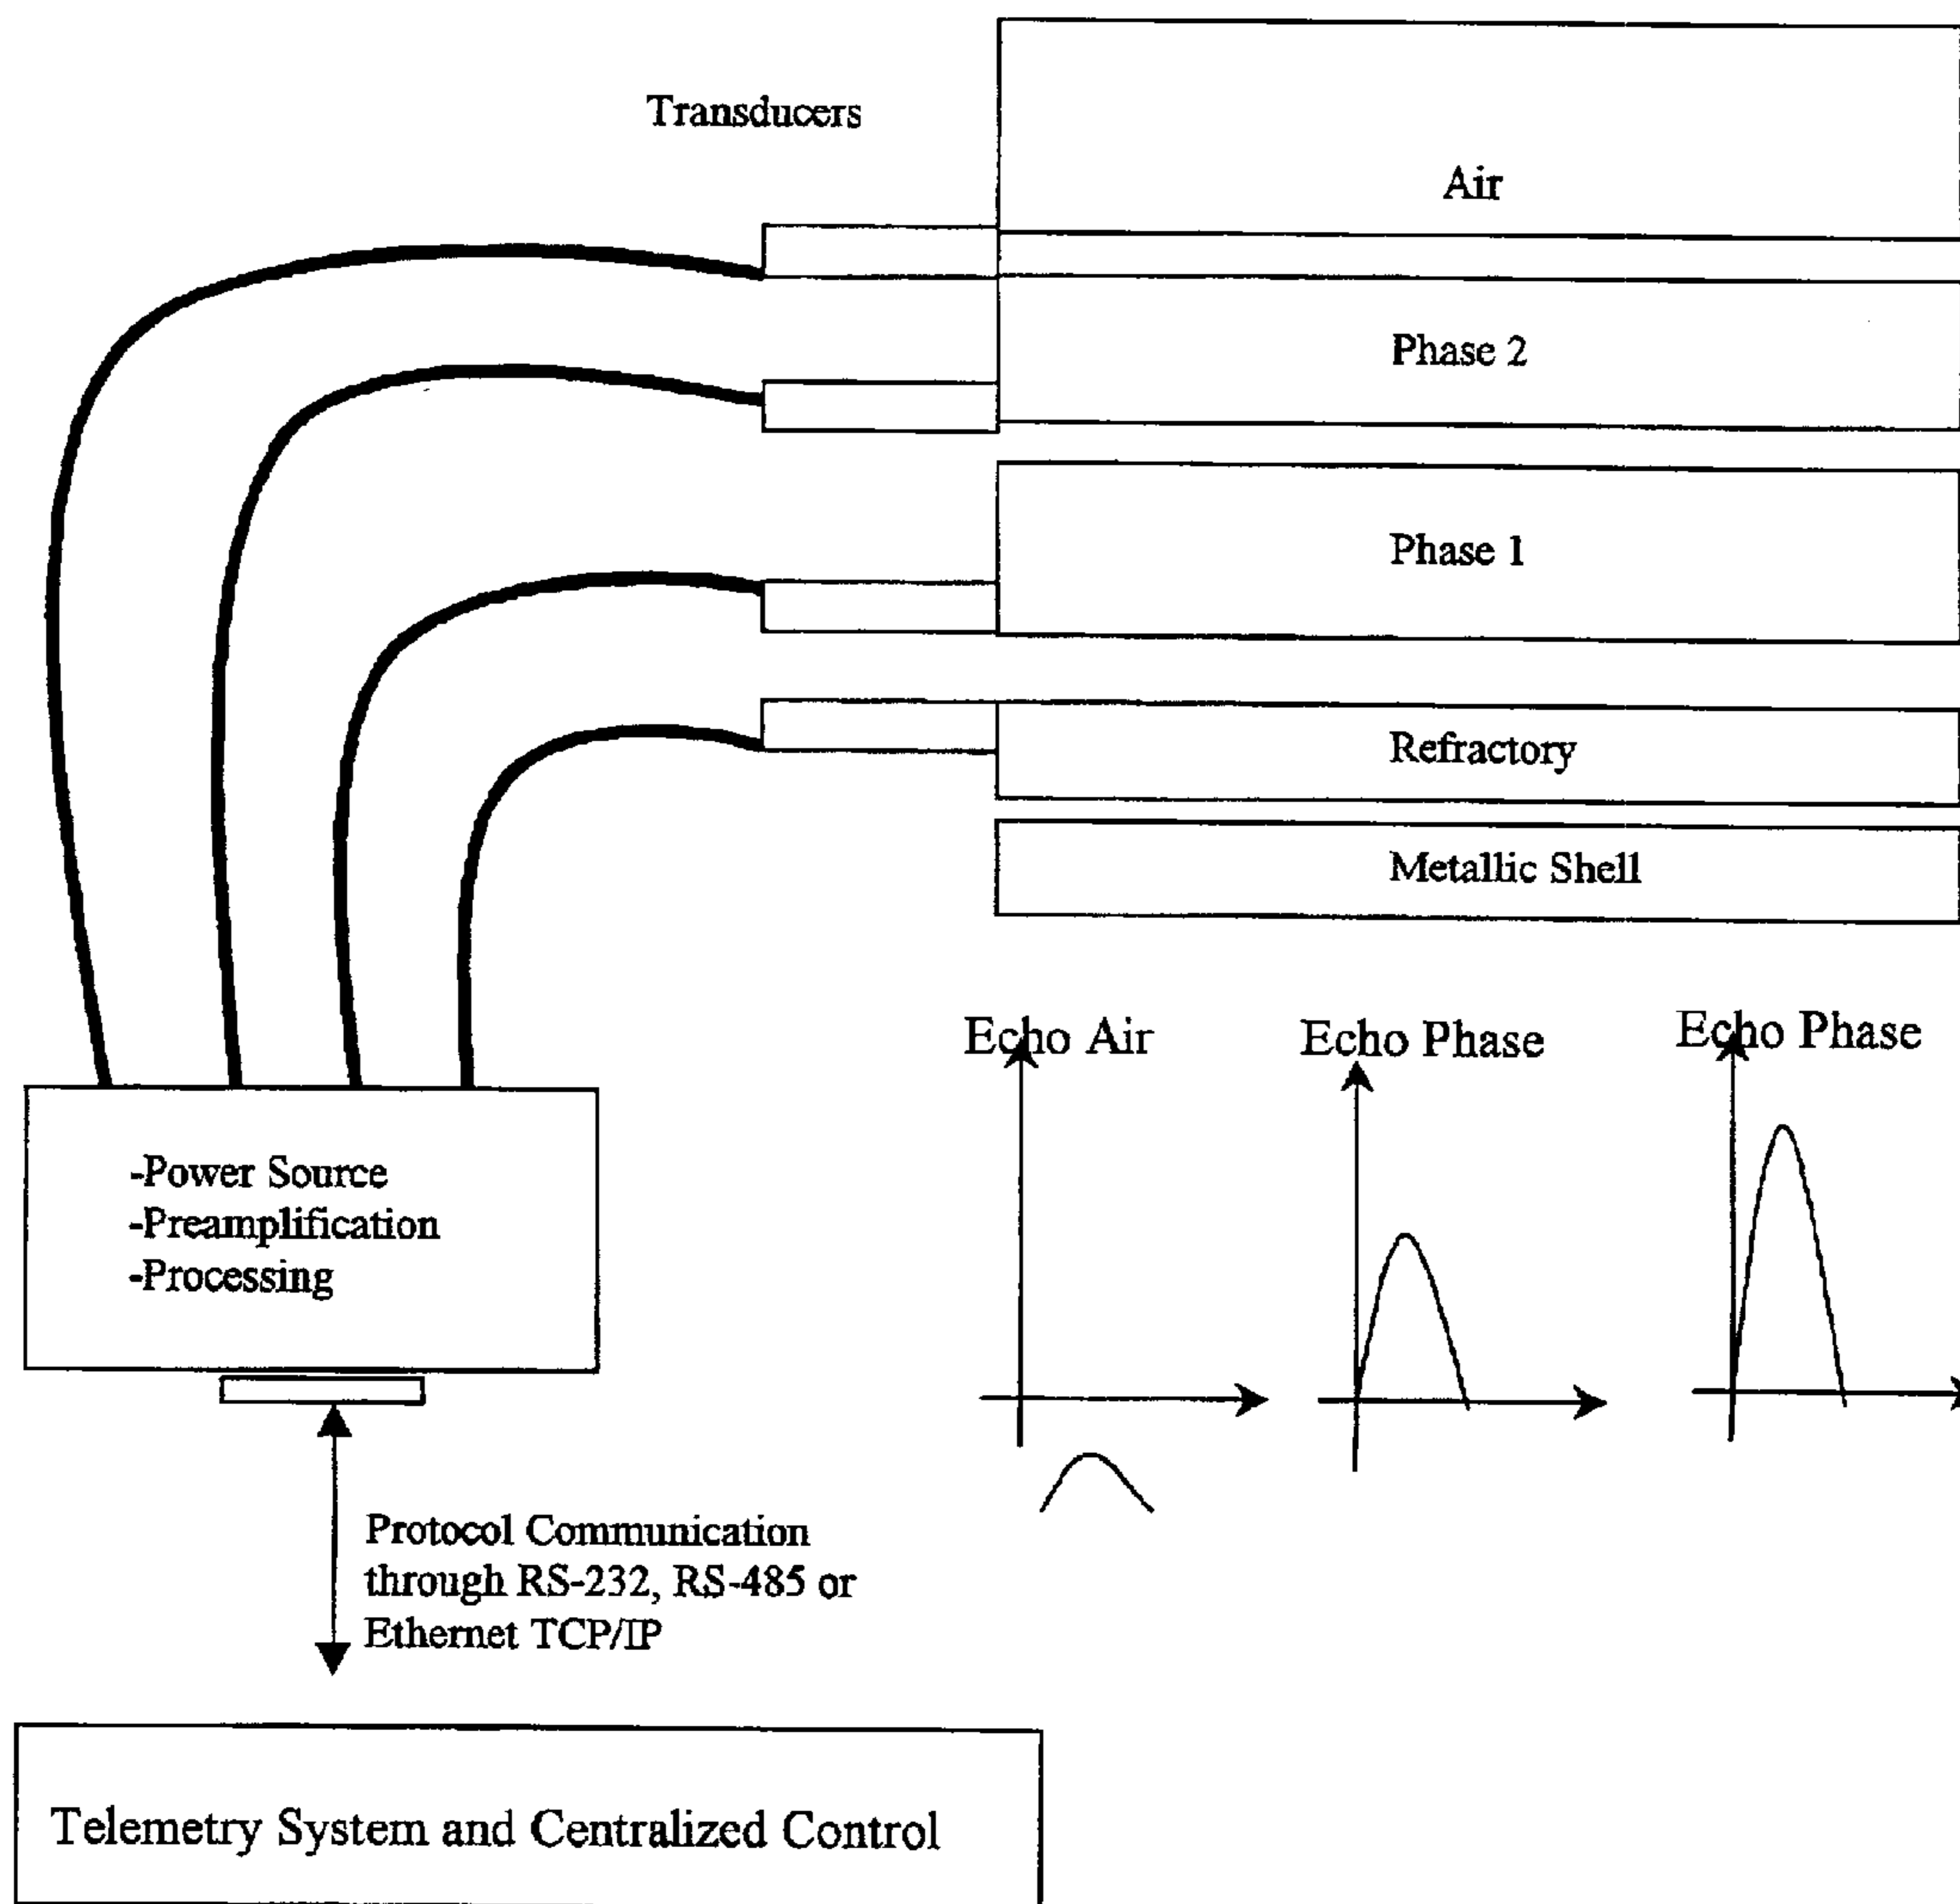 Transducers
Air
Phase 2
Phase 1
Refractory
Metallic Shell
Echo Air
Echo Phase
Echo Phase
-Power Source
-Preamplification
-Processing
Protocol Communication
through RS-232, RS-485 or
Ethernet TCP/IP
Telemetry System and Centralized Control